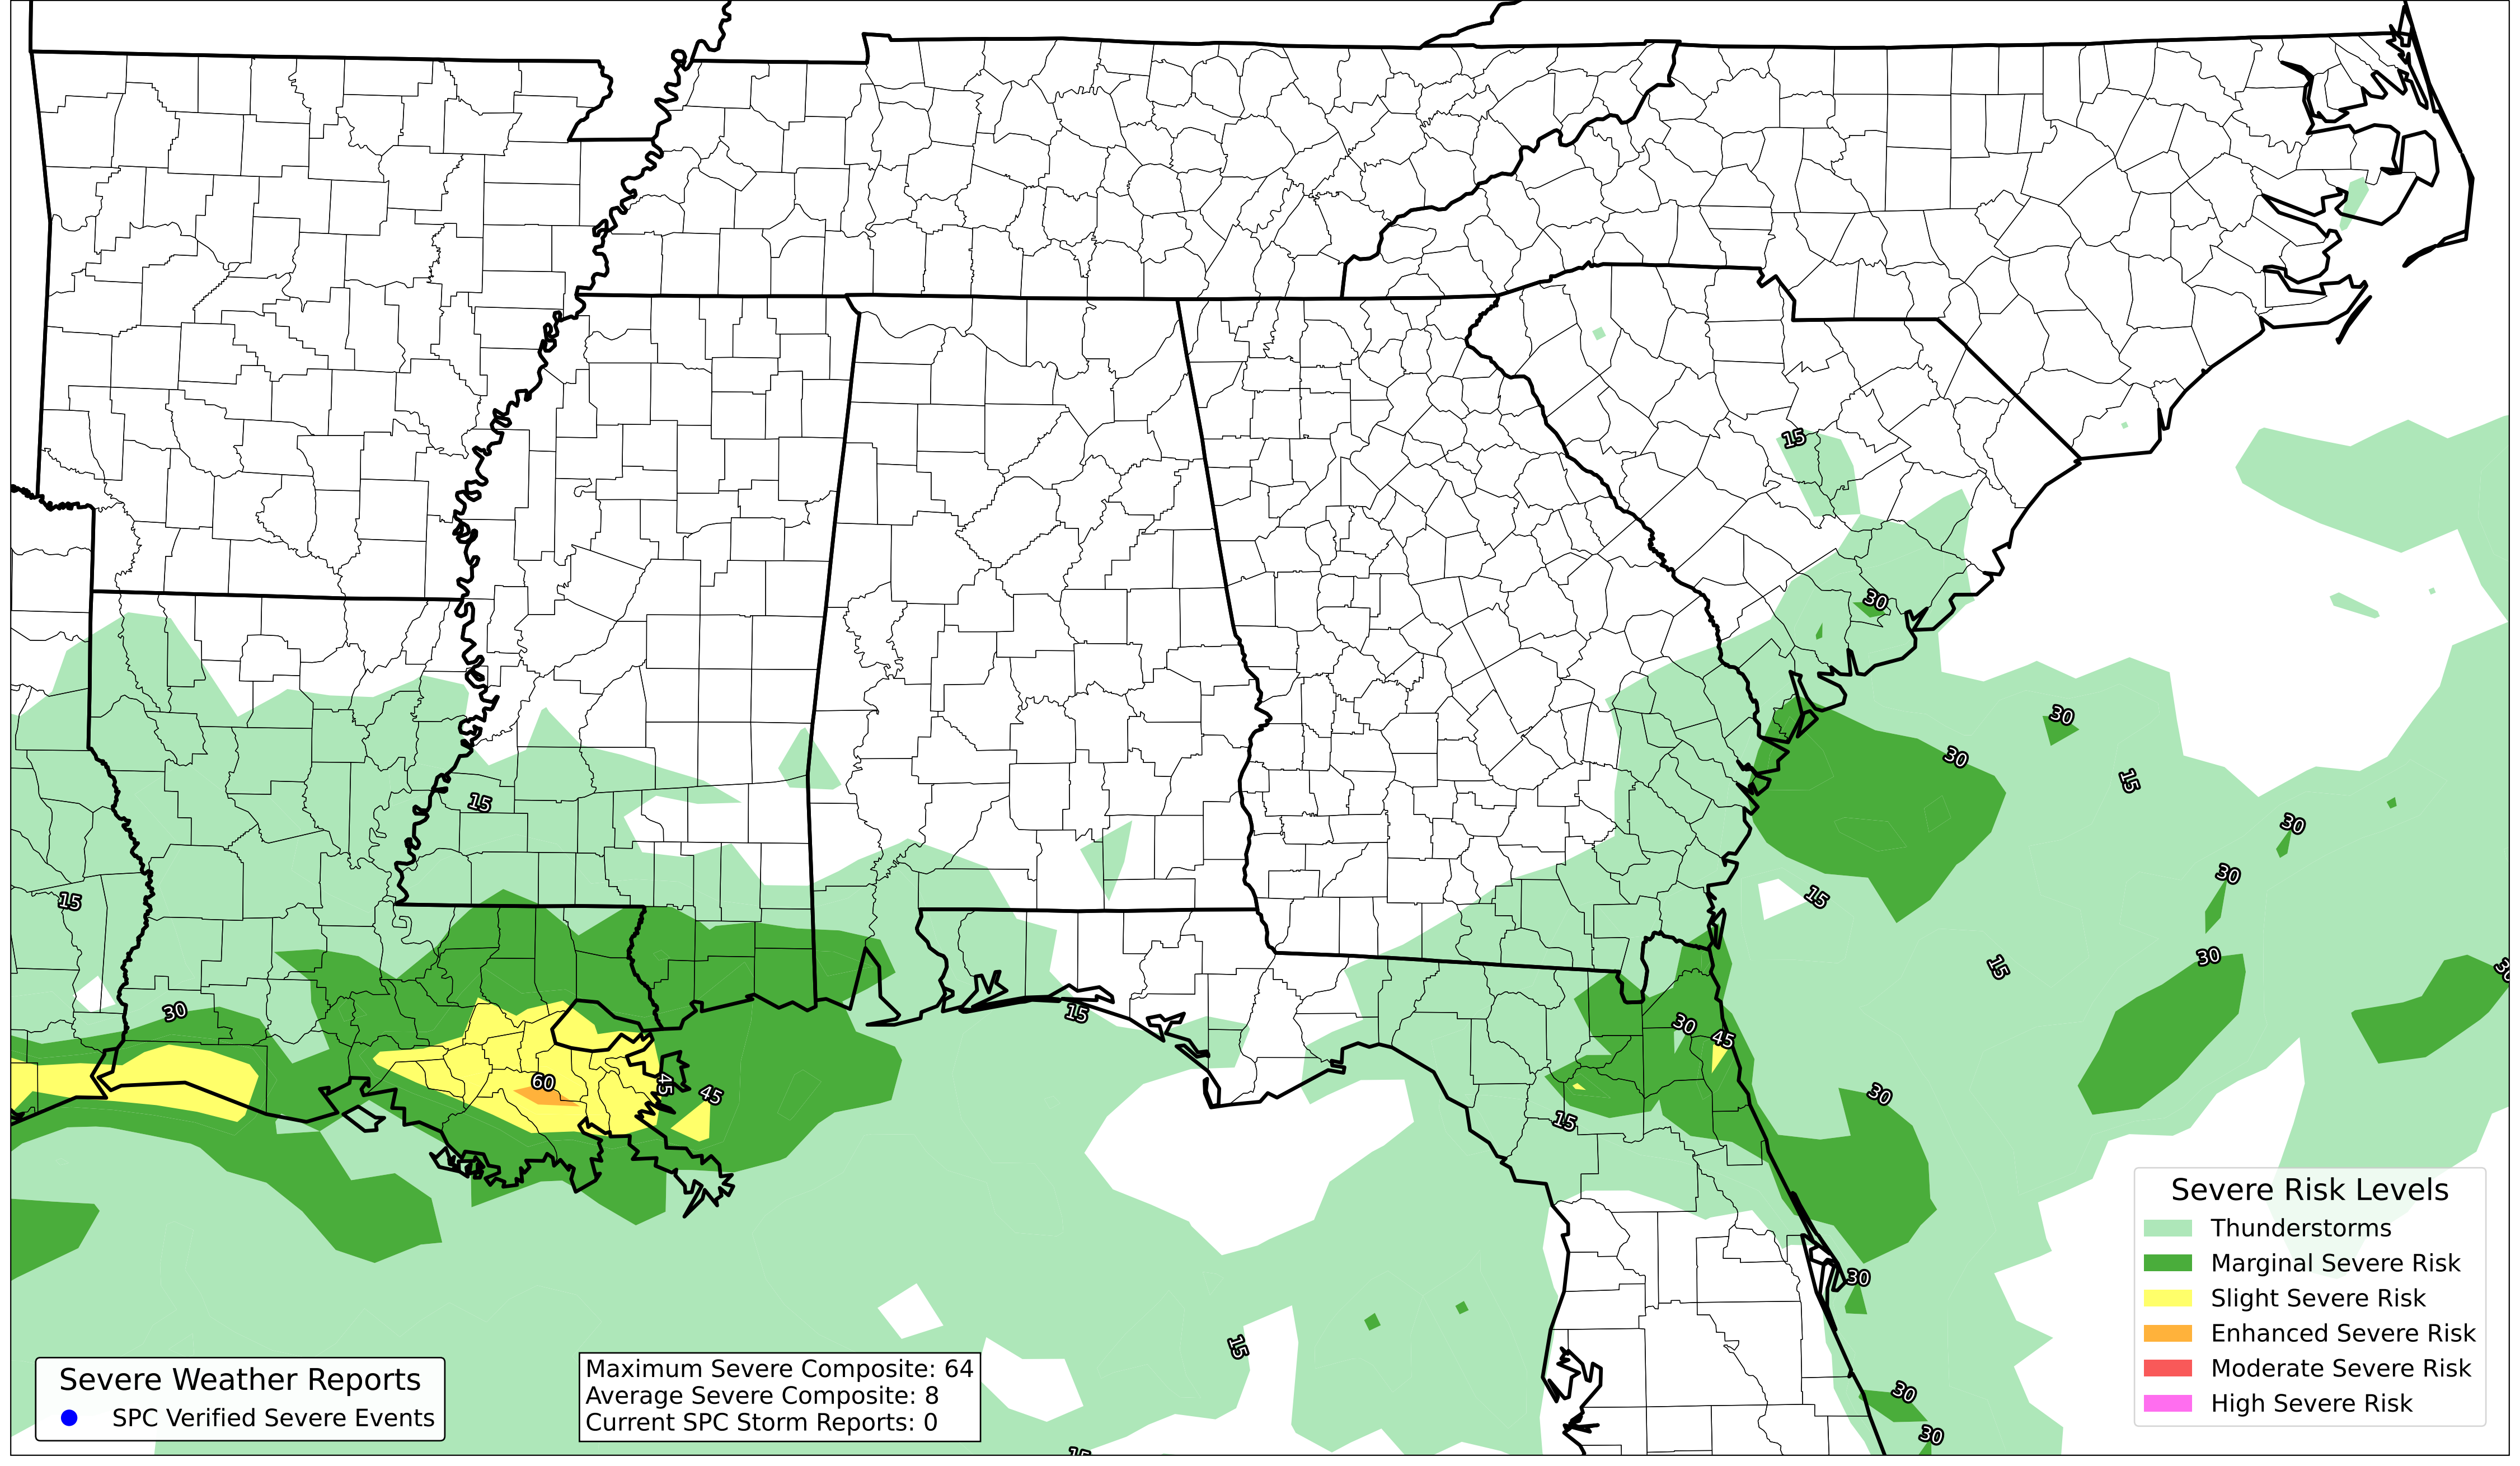 15
30
15
30
30
15
30
15
30
15
30
15
30
30
15
30
45
60
45
45
30
15
30
15
30
30
15
Severe Risk Levels
Thunderstorms
Marginal Severe Risk
Slight Severe Risk
Enhanced Severe Risk
Moderate Severe Risk
High Severe Risk
Severe Weather Reports
SPC Verified Severe Events
Maximum Severe Composite: 64
Average Severe Composite: 8
Current SPC Storm Reports: 0